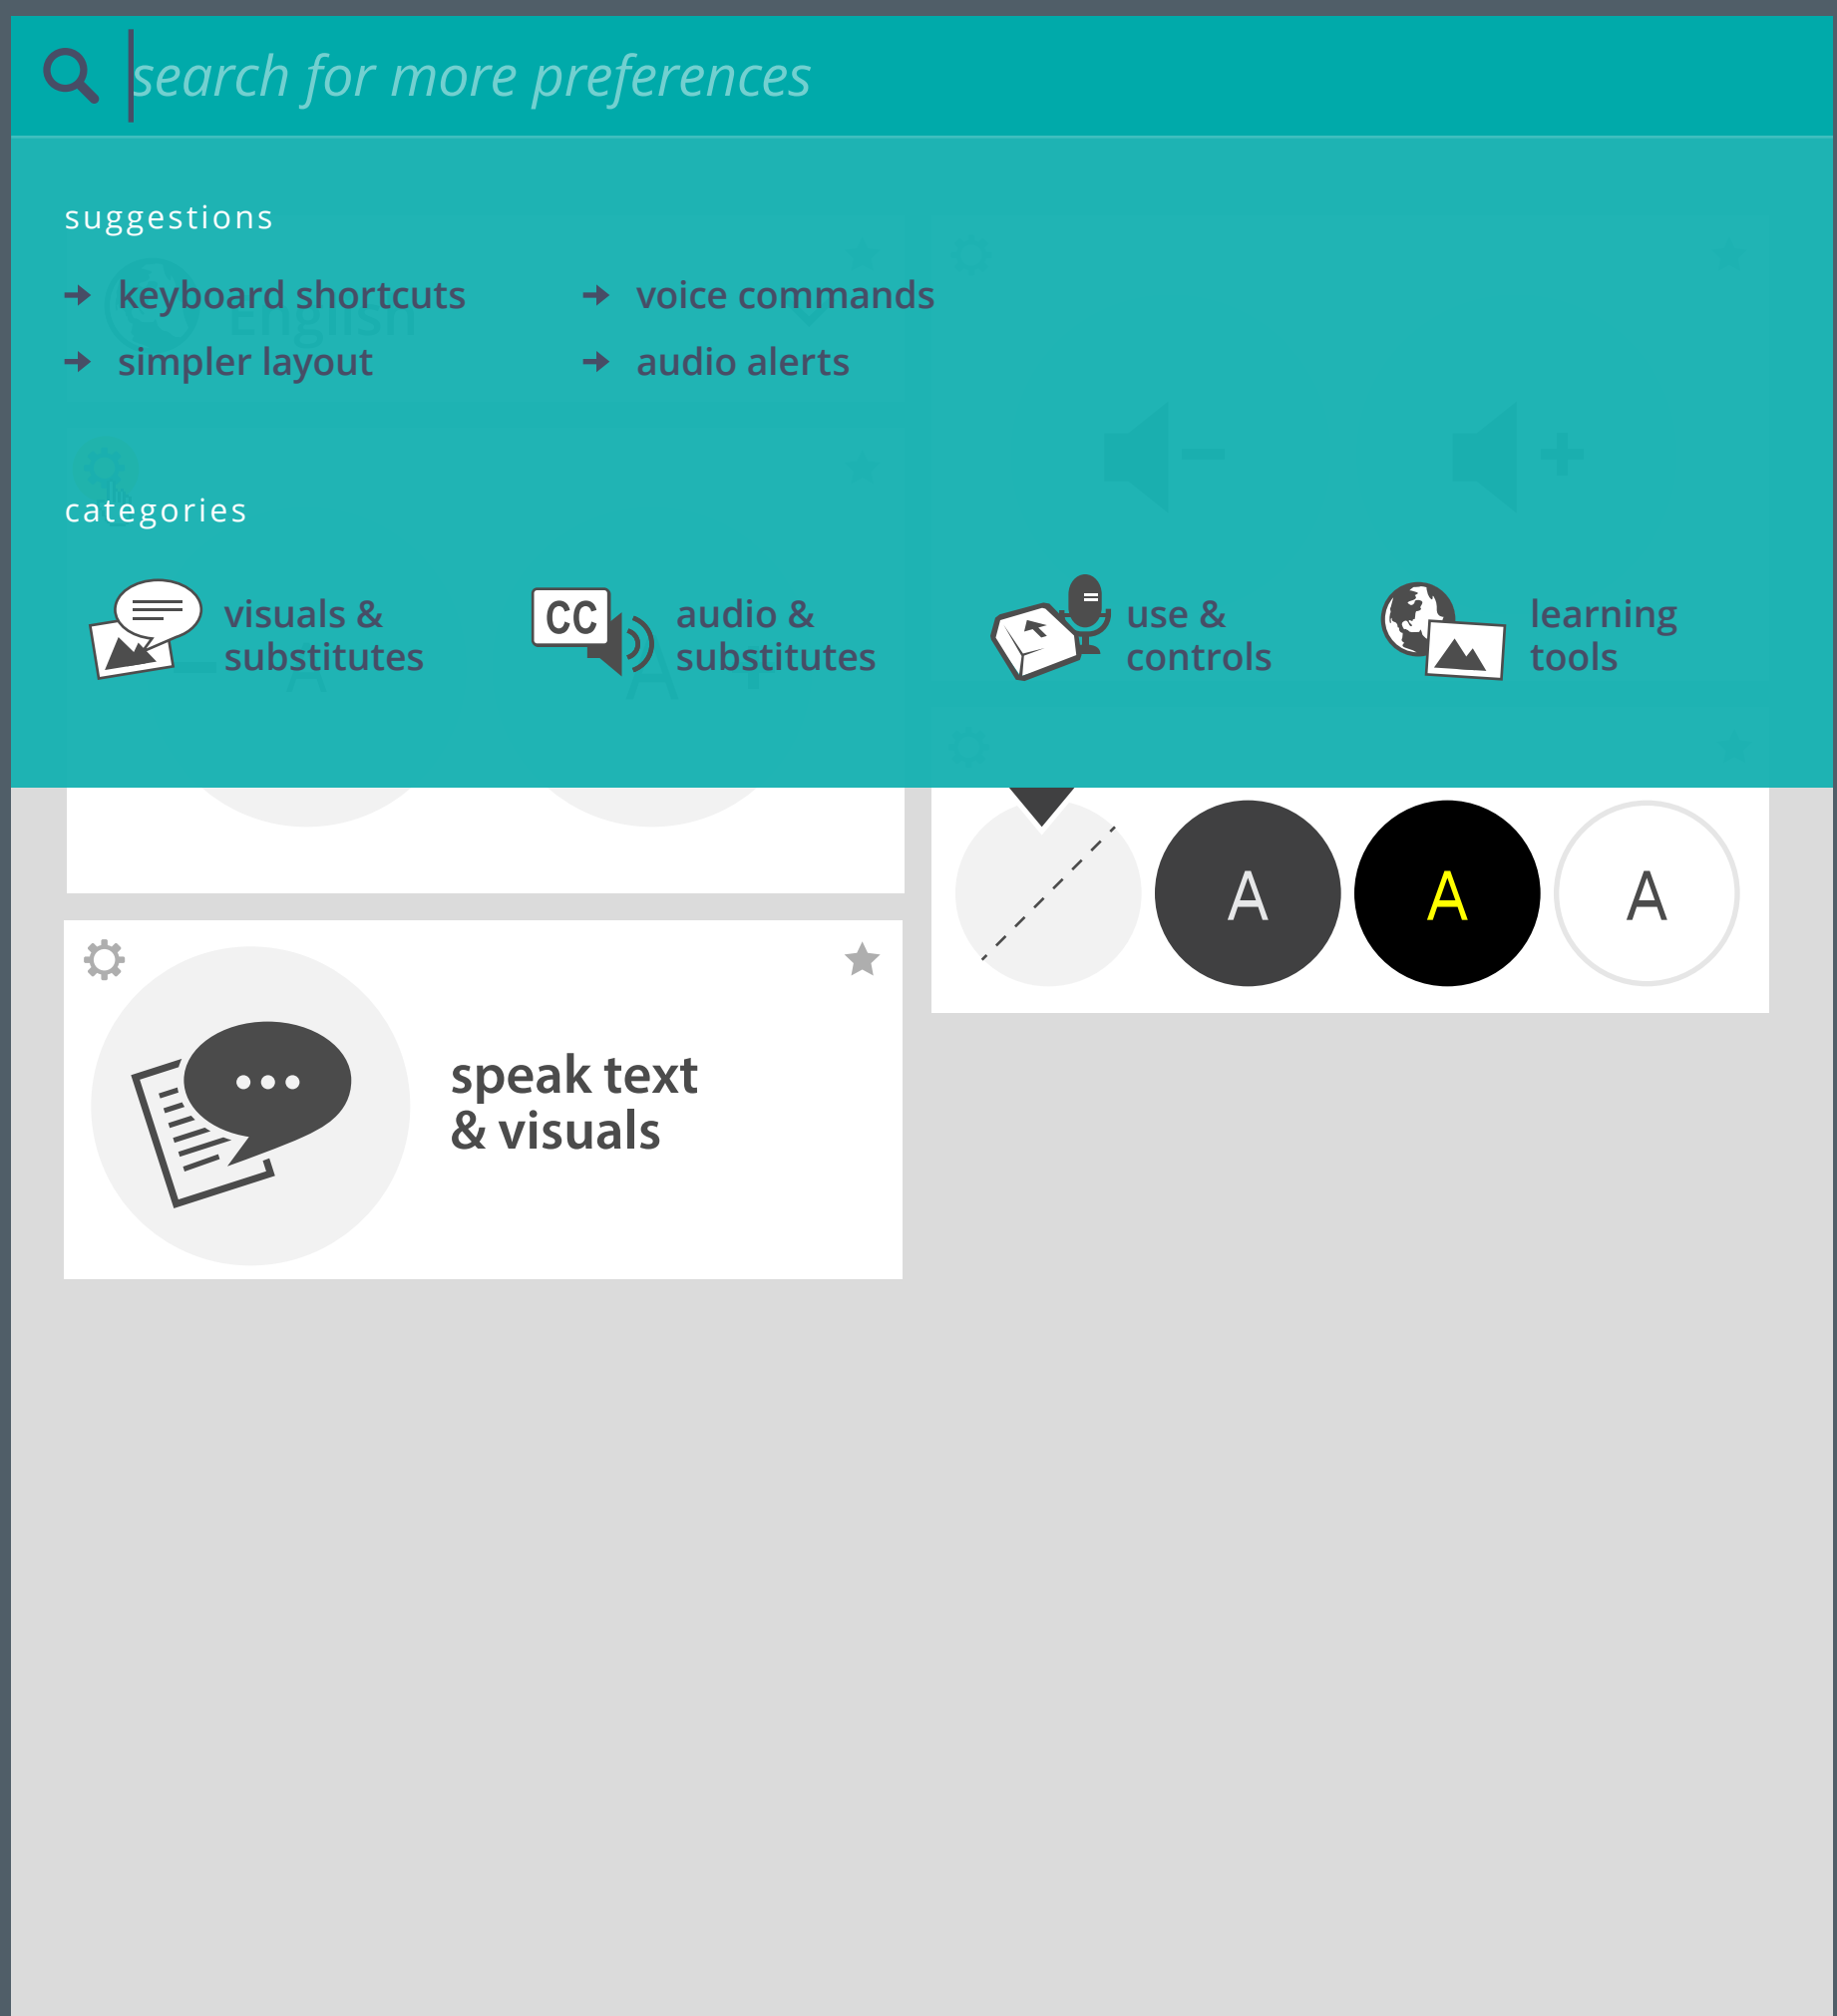 search for more preferences
suggestions
keyboard shortcuts
voice commands
English
simpler layout
audio alerts
categories
visuals &
substitutes
CC
audio &
substitutes
use &
controls
learning
tools
A
A
A
A
A
speak text
& visuals